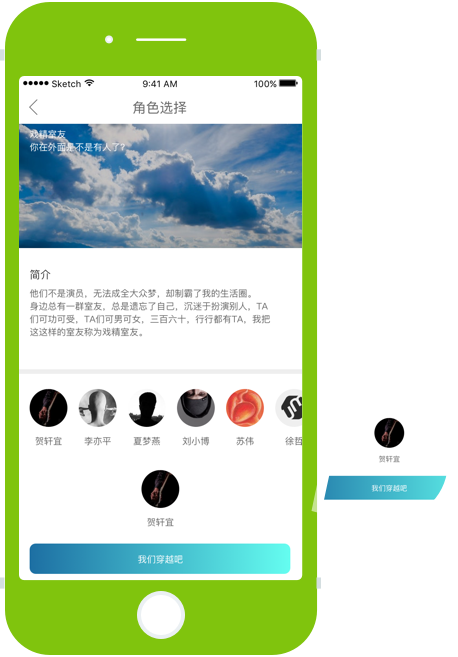 Sketch 9:41 AM 100%
角色选择
戏精室友
你在外面是不是有人了？
简介
他们不是演员，无法成全大众梦，却制霸了我的生活圈。
身边总有一群室友，总是遗忘了自己，沉迷于扮演别人，TA
们可功可受，TA们可男可女，三百六十，行行都有TA，我把
这这样的室友称为戏精室友。
贺轩宜 李亦平 夏梦燕 刘小博 苏伟 徐哲
贺轩宜
我们穿越吧
贺轩宜
我们穿越吧